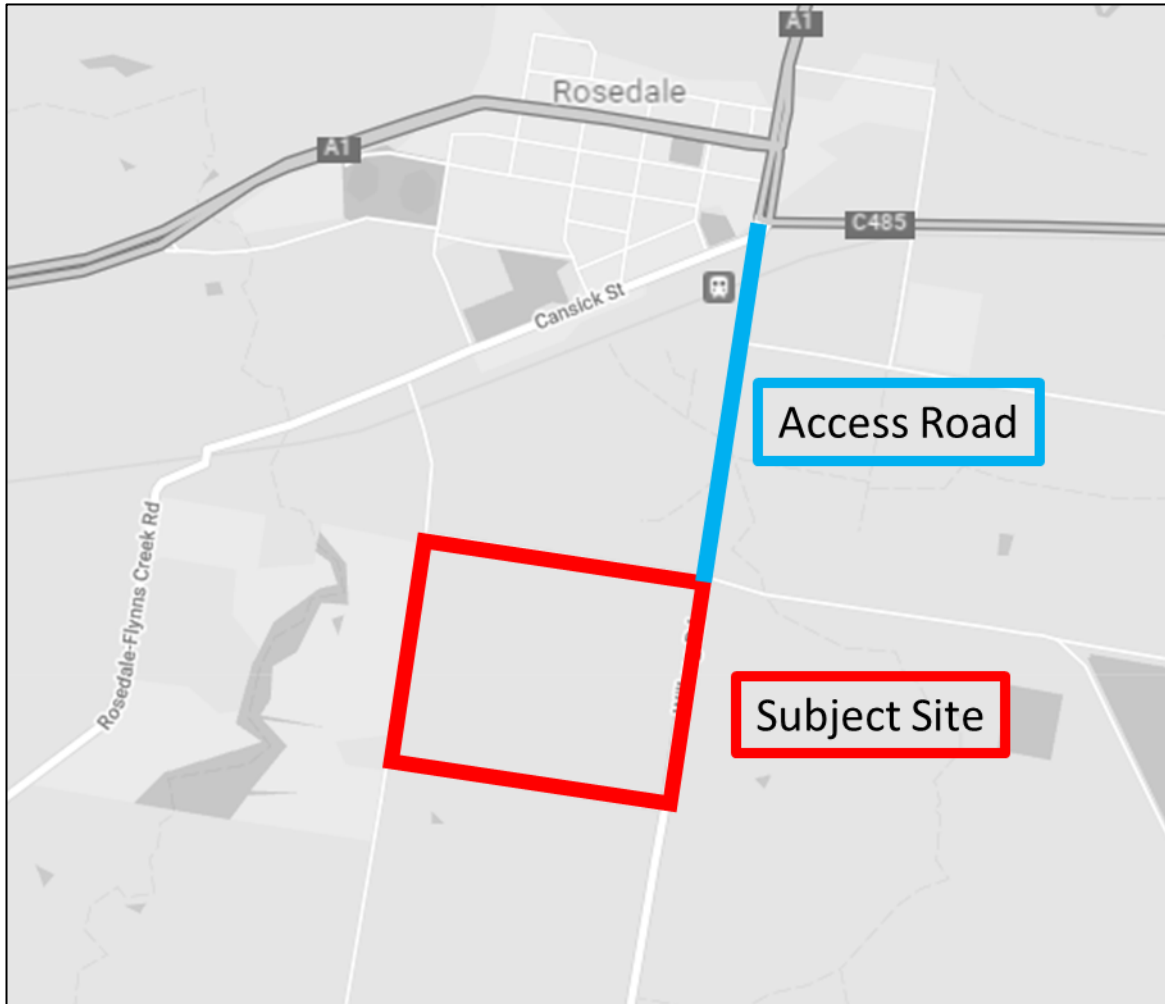 A1
Rosedale
A1
C485
Cansick St
Access Road
Rosedale-Flynns Creek Rd
Subject Site